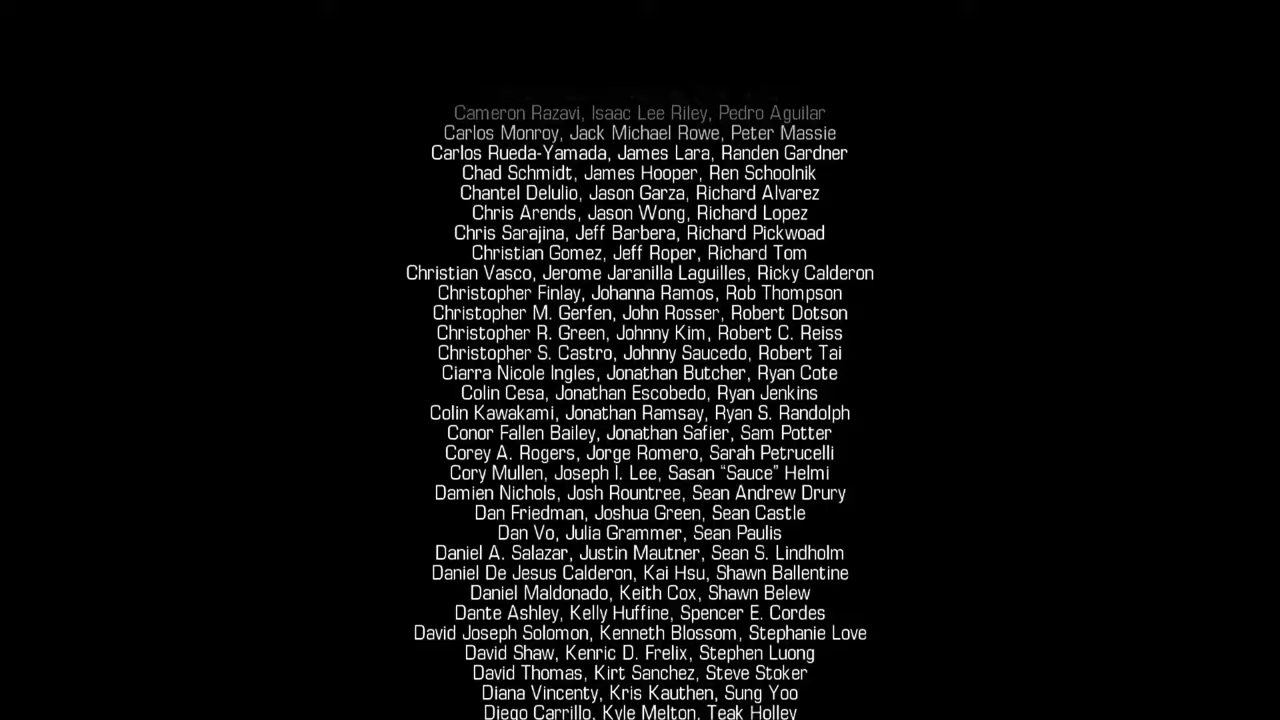 Cameron Razavi, Isaac Lee Riley, Pedro Aguilar
Carlos Monroy, Jack Michael Rowe, Peter Massie
Carlos Rueda-Yamada, James Lara, Randen Gardner
Chad Schmidt, James Hooper, Ren Schoolnik
Chantel Delulio, Jason Garza, Richard Alvarez
Chris Arends, Jason Wong, Richard Lopez
Chris Sarajina, Jeff Barbera, Richard Pickwoad
Christian Gomez, Jeff Roper, Richard Tom
Christian Vasco, Jerome Jaranilla Laguilles, Ricky Calderon
Christopher Finlay, Johanna Ramos, Rob Thompson
Christopher M. Gerfen, John Rosser, Robert Dotson
Christopher R. Green, Johnny Kim, Robert C. Reiss
Christopher S. Castro, Johnny Saucedo, Robert Tai
Ciarra Nicole Ingles, Jonathan Butcher, Ryan Cote
Colin Cesa, Jonathan Escobedo, Ryan Jenkins
Colin Kawakami, Jonathan Ramsay, Ryan S. Randolph
Conor Fallen Bailey, Jonathan Safier, Sam Potter
Corey A. Rogers, Jorge Romero, Sarah Petrucelli
Cory Mullen, Joseph I. Lee, Sasan “Sauce” Helmi
Damien Nichols, Josh Rountree, Sean Andrew Drury
Dan Friedman, Joshua Green, Sean Castle
Dan Vo, Julia Grammer, Sean Paulis
Daniel A. Salazar, Justin Mautner, Sean S. Lindholm
Daniel De Jesus Calderon, Kai Hsu, Shawn Ballentine
Daniel Maldonado, Keith Cox, Shawn Belew
Dante Ashley, Kelly Huffine, Spencer E. Cordes
David Joseph Solomon, Kenneth Blossom, Stephanie Love
David Shaw, Kenric D. Frelix, Stephen Luong
David Thomas, Kirt Sanchez, Steve Stoker
Diana Vincenty, Kris Kauthen, Sung Yoo
Diego Carrillo, Kyle Melton, Teak Holley